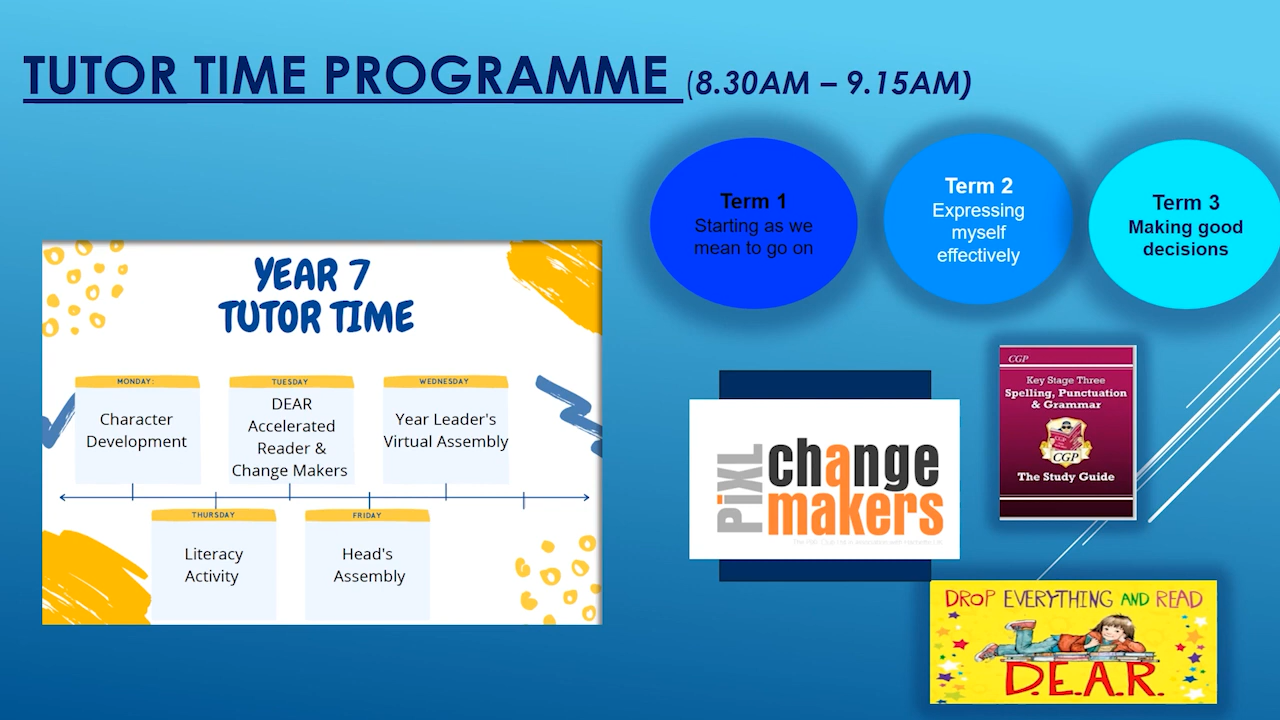 TUTOR TIME PROGRAMME (8.30AM – 9.15AM)
Term 1
Starting as we
mean to go on
Term 2
Expressing
myself
effectively
Term 3
Making good
decisions
YEAR 7
TUTOR TIME
MONDAY:
Character
Development
TUESDAY
DEAR
Accelerated
Reader &
Change Makers
WEDNESDAY
Year Leader's
Virtual Assembly
THURSDAY
Literacy
Activity
FRIDAY
Head's
Assembly
PiXL
change
makers
CGP
Key Stage Three
Spelling, Punctuation
& Grammar
CGP
The Study Guide
DROP EVERYTHING AND READ
D.E.A.R.